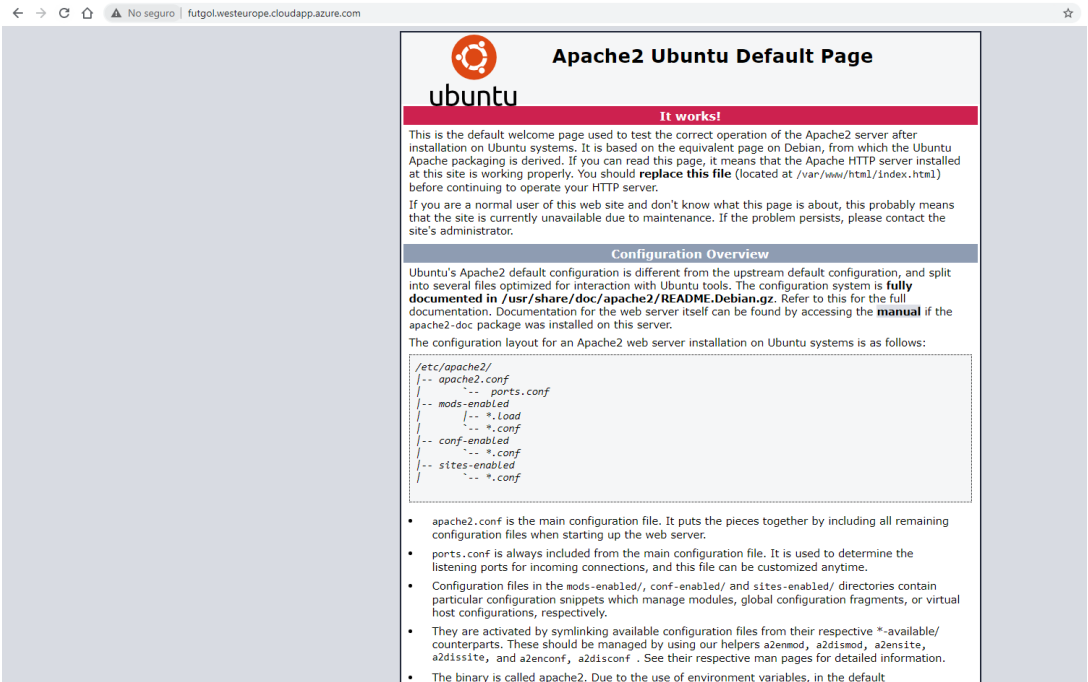 No seguro | futgol.westeurope.cloudapp.azure.com
ubuntu
Apache2 Ubuntu Default Page
It works!
This is the default welcome page used to test the correct operation of the Apache2 server after
installation on Ubuntu systems. It is based on the equivalent page on Debian, from which the Ubuntu
Apache packaging is derived. If you can read this page, it means that the Apache HTTP server installed
at this site is working properly. You should replace this file (located at /var/www/html/index.html)
before continuing to operate your HTTP server.
If you are a normal user of this web site and don't know what this page is about, this probably means
that the site is currently unavailable due to maintenance. If the problem persists, please contact the
site's administrator.
Configuration Overview
Ubuntu's Apache2 default configuration is different from the upstream default configuration, and split
into several files optimized for interaction with Ubuntu tools. The configuration system is fully
documented in /usr/share/doc/apache2/README.Debian.gz. Refer to this for the full
documentation. Documentation for the web server itself can be found by accessing the manual if the
apache2-doc package was installed on this server.
The configuration layout for an Apache2 web server installation on Ubuntu systems is as follows:
/etc/apache2/
|-- apache2.conf
|       `--  ports.conf
|-- mods-enabled
|       |-- *.load
|       `-- *.conf
|-- conf-enabled
|       `-- *.conf
|-- sites-enabled
|       `-- *.conf
• apache2.conf is the main configuration file. It puts the pieces together by including all remaining
configuration files when starting up the web server.
• ports.conf is always included from the main configuration file. It is used to determine the
listening ports for incoming connections, and this file can be customized anytime.
• Configuration files in the mods-enabled/, conf-enabled/ and sites-enabled/ directories contain
particular configuration snippets which manage modules, global configuration fragments, or virtual
host configurations, respectively.
• They are activated by symlinking available configuration files from their respective *-available/
counterparts. These should be managed by using our helpers a2enmod, a2dismod, a2ensite,
a2dissite, and a2enconf, a2disconf . See their respective man pages for detailed information.
• The binary is called apache2. Due to the use of environment variables, in the default